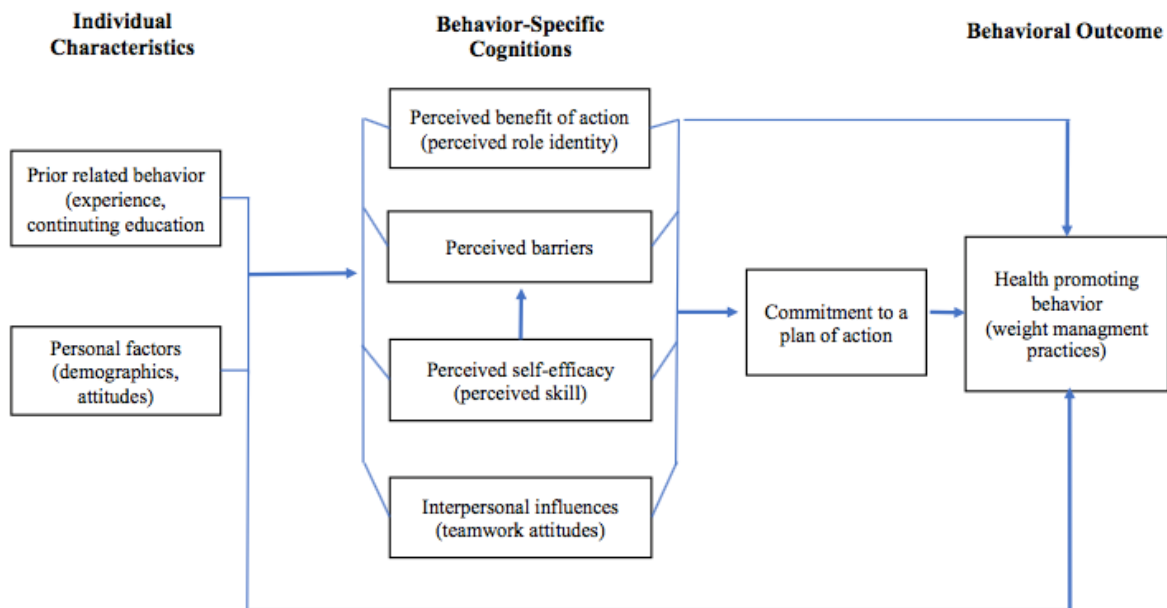 Individual
Characteristics
Behavior-Specific
Cognitions
Behavioral Outcome
Prior related behavior
(experience,
continuting education
Personal factors
(demographics,
attitudes)
Perceived benefit of action
(perceived role identity)
Perceived barriers
Perceived self-efficacy
(perceived skill)
Interpersonal influences
(teamwork attitudes)
Commitment to a
plan of action
Health promoting
behavior
(weight managment
practices)